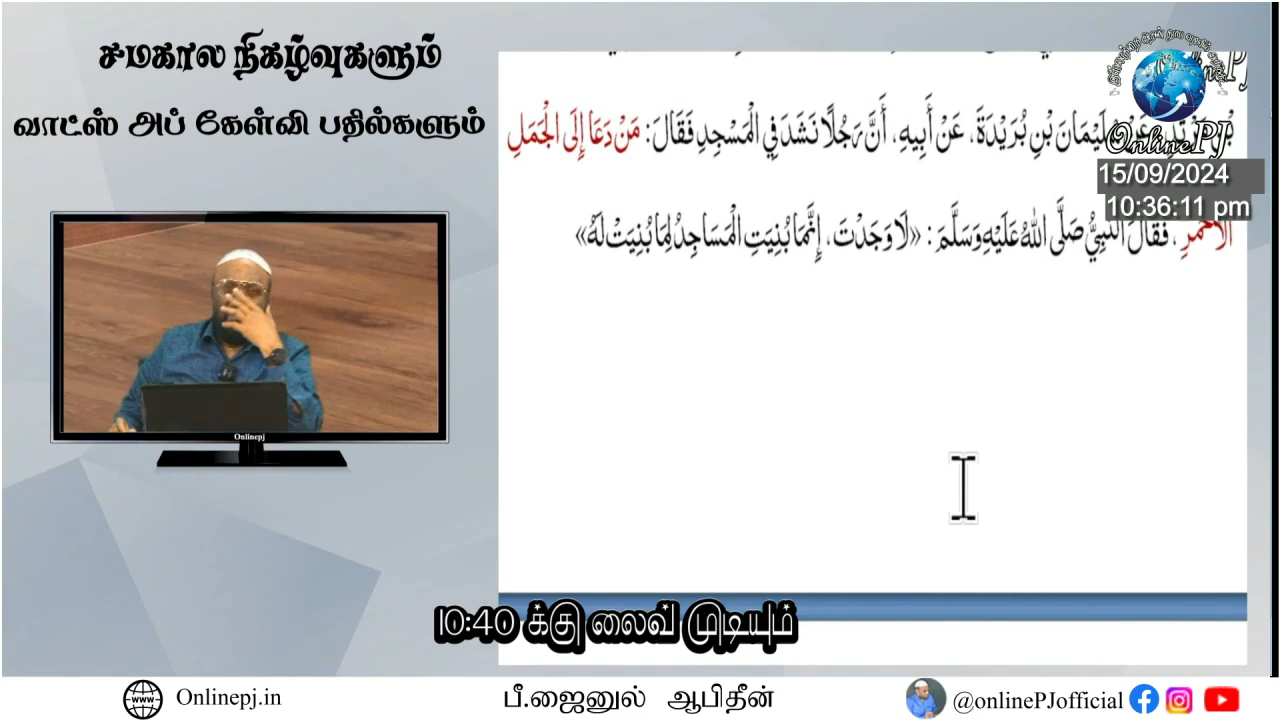 சமகால நிகழ்வுகளும்
வாட்ஸ் அப் கேள்வி பதில்களும்
سُلَيْمَانَ بْنِ بُرَيْدَةَ، عَنْ أَبِيهِ، أَنَّ رَجُلًا نَشَدَ فِي الْمَسْجِدِ فَقَالَ: مَنْ دَعَا إِلَى الْجَمَلِ
الْأَحْمَرِ، فَقَالَ النَّبِيُّ صَلَّى اللهُ عَلَيْهِ وَسَلَّمَ: «لَا وَجَدْتَ، إِنَّمَا بُنِيَتِ الْمَسَاجِدُ لِمَا بُنِيَتْ لَهُ»
OnlinePJ
15/09/2024
10:36:11 pm
Onlinepj
10:40 க்கு லைவ் முடியும்
Onlinepj.in
பீ.ஜைனுல் ஆபிதீன்
@onlinePJofficial